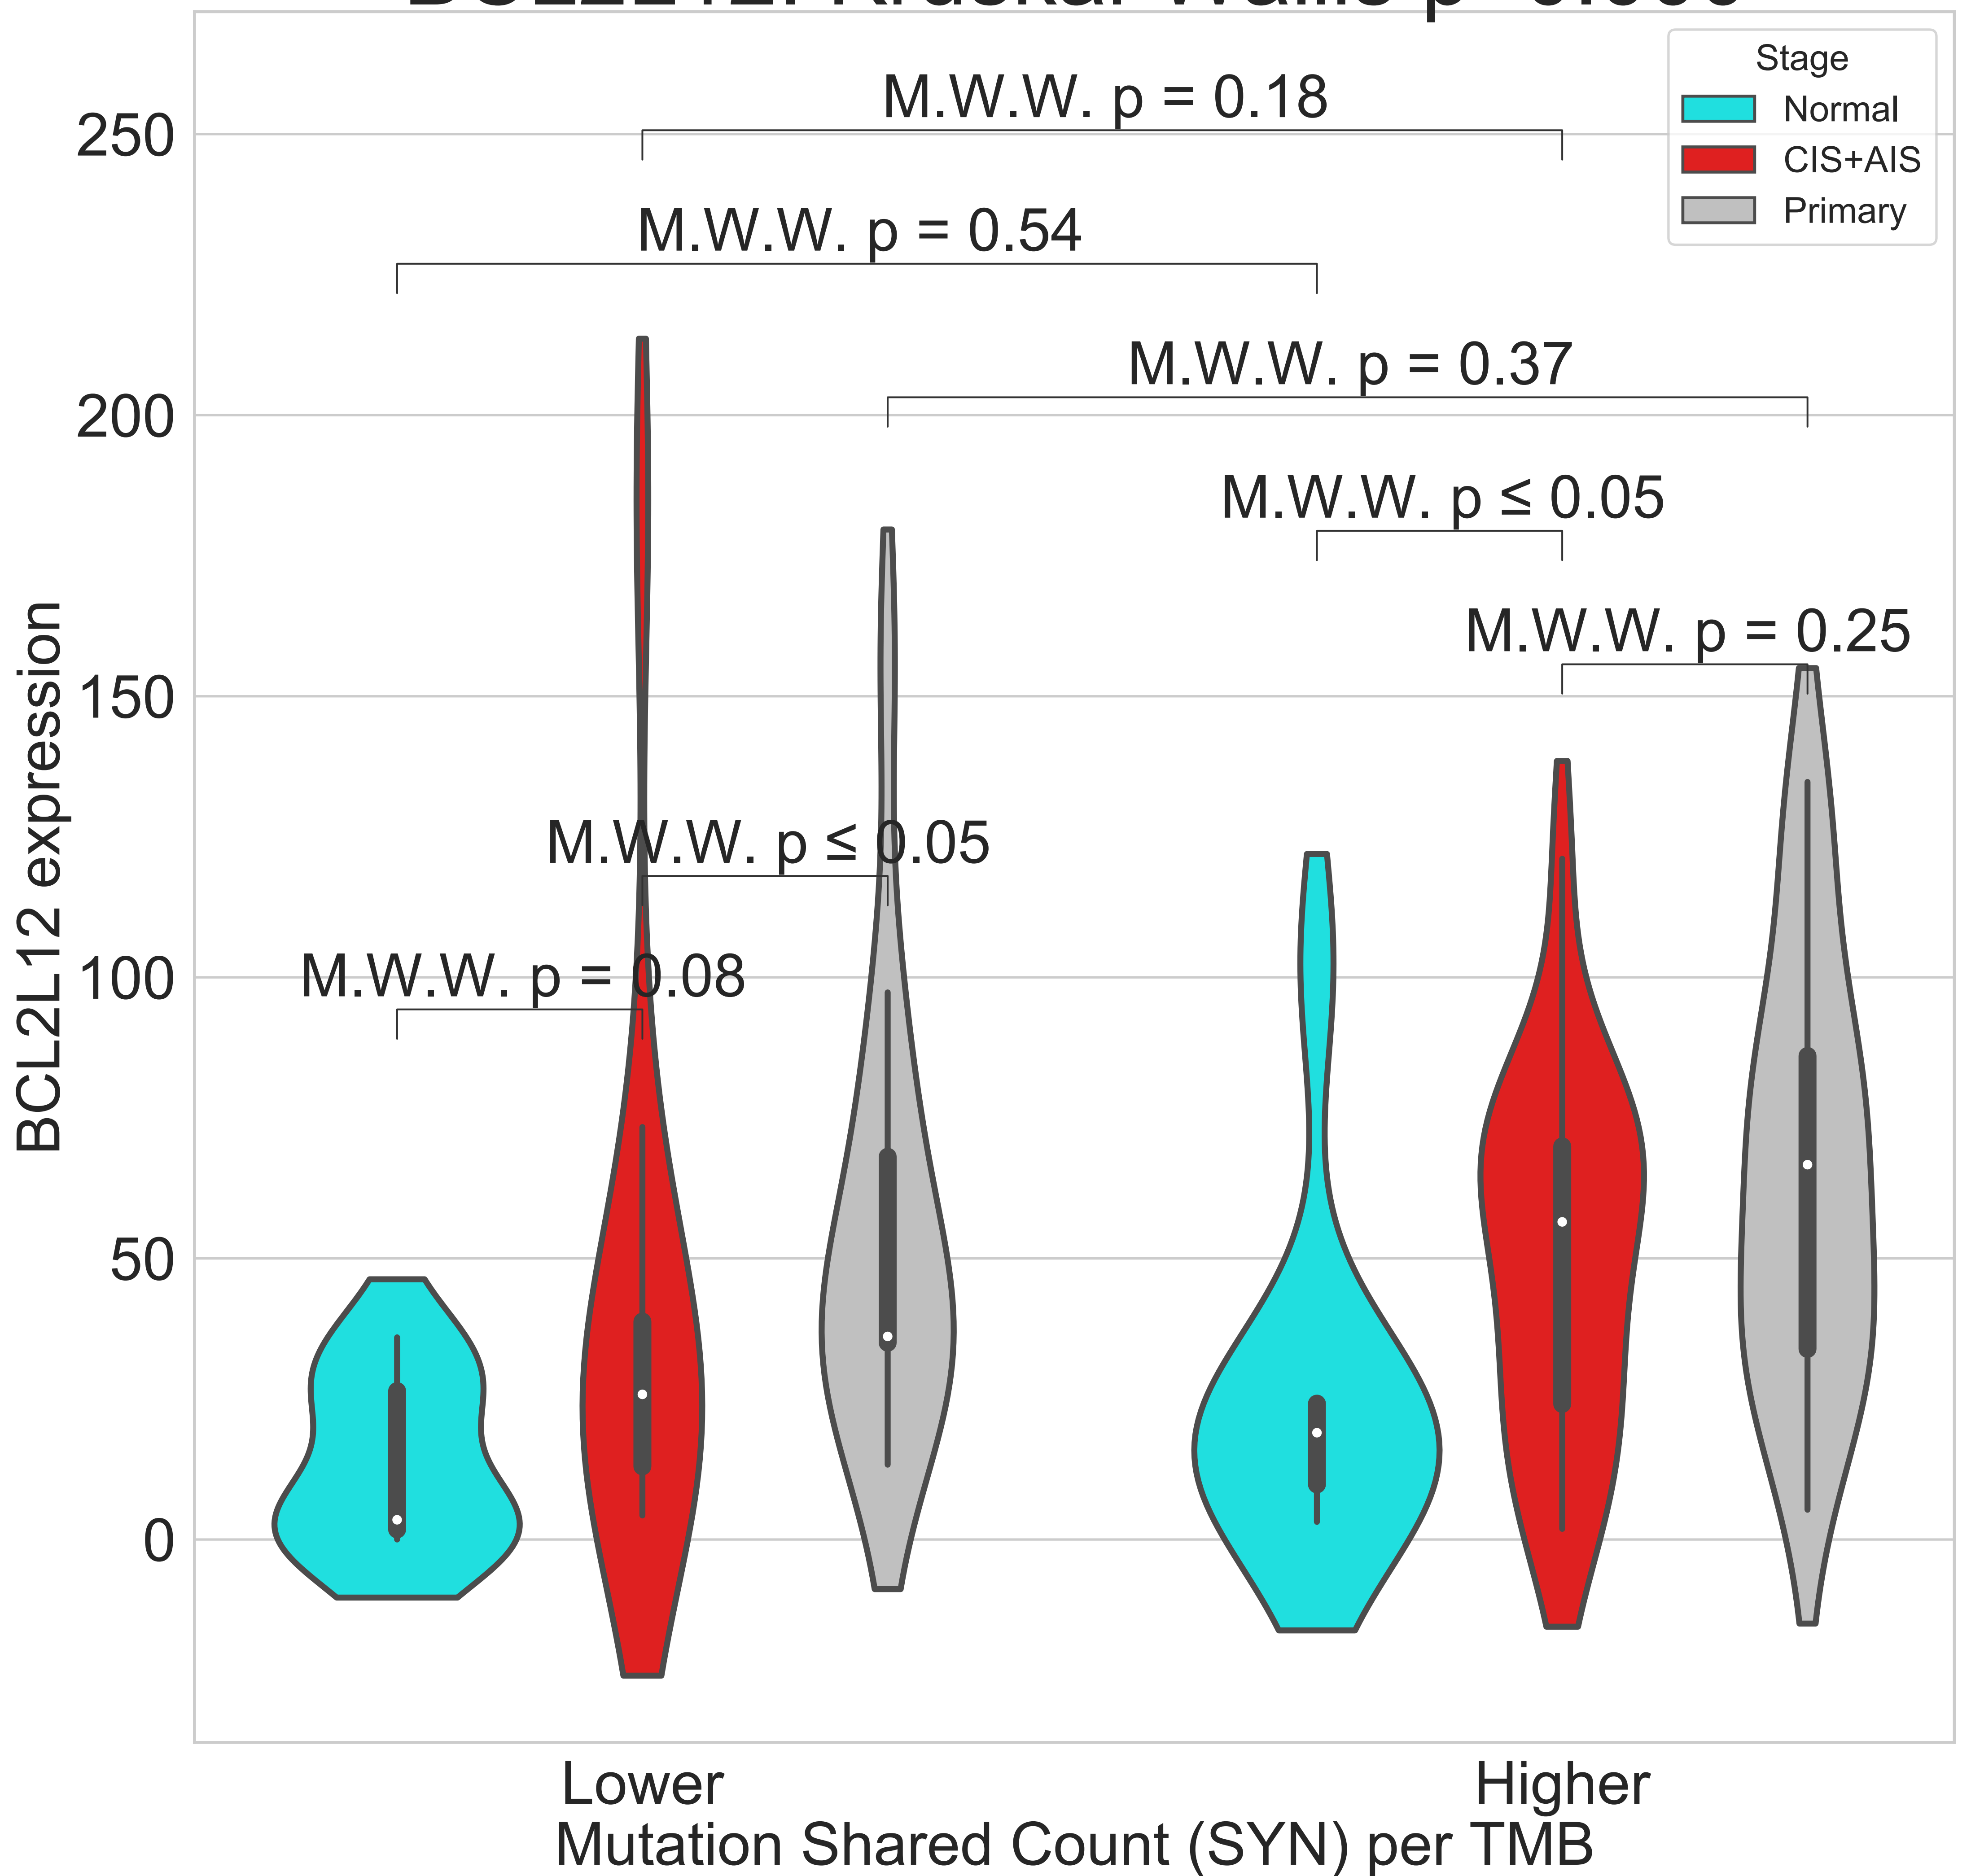 Stage
Normal
CIS+AIS
Primary
M.W.W. p = 0.18
M.W.W. p = 0.54
M.W.W. p = 0.37
M.W.W. p ≤ 0.05
M.W.W. p = 0.25
M.W.W. p ≤ 0.05
M.W.W. p = 0.08
250
200
150
100
50
0
BCL2L12 expression
Lower
Higher
Mutation Shared Count (SYN) per TMB